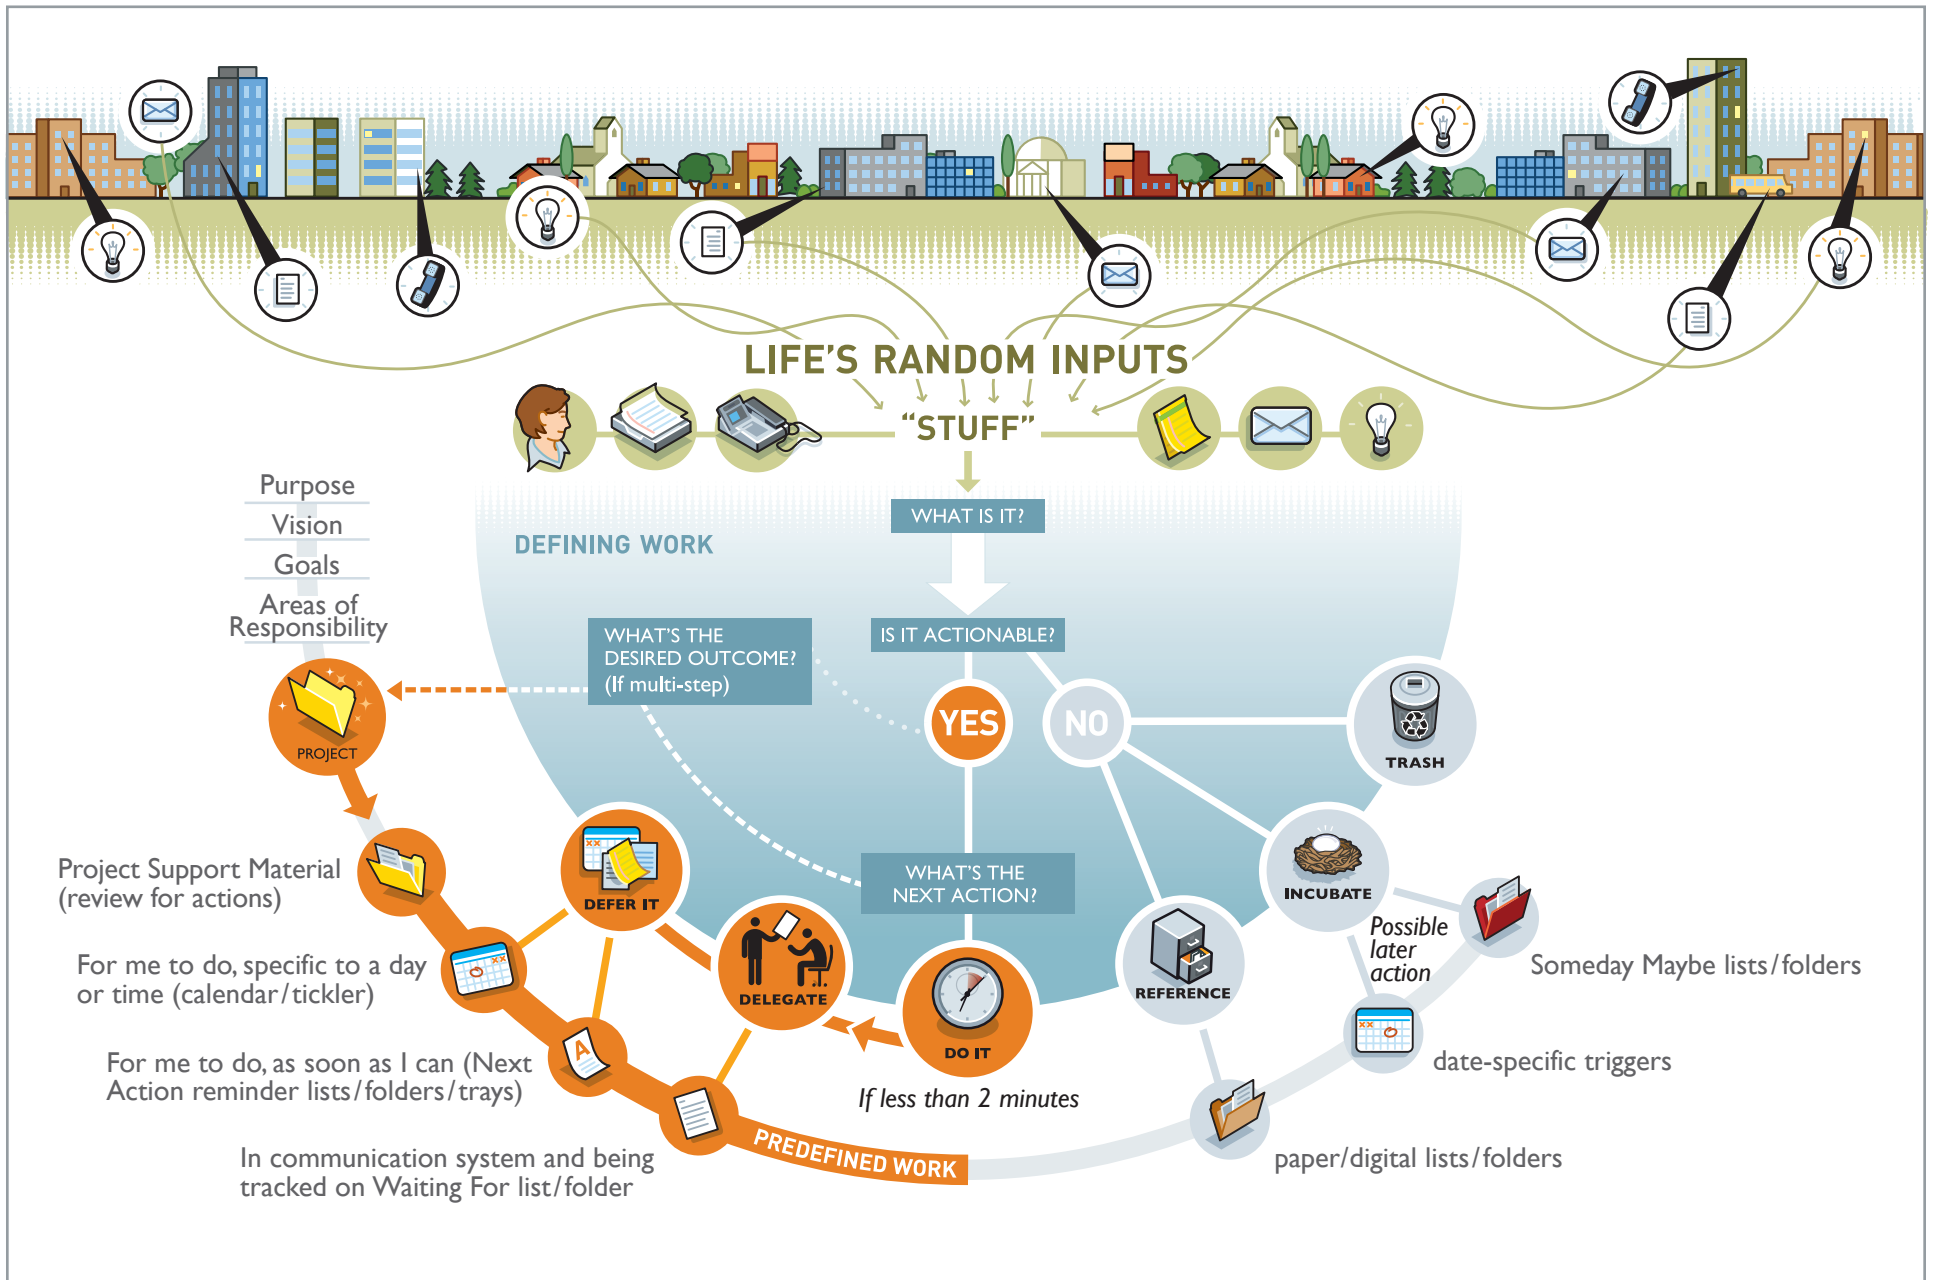 LIFE'S RANDOM INPUTS
“STUFF”
Purpose
Vision
Goals
Areas of
Responsibility
WHAT IS IT?
DEFINING WORK
WHAT'S THE
DESIRED OUTCOME?
(If multi-step)
IS IT ACTIONABLE?
YES
NO
PROJECT
TRASH
Project Support Material
(review for actions)
DEFER IT
WHAT'S THE
NEXT ACTION?
INCUBATE
Possible
later
action
Someday Maybe lists/folders
For me to do, specific to a day
or time (calendar/tickler)
DELEGATE
DO IT
REFERENCE
date-specific triggers
For me to do, as soon as I can (Next
Action reminder lists/folders/trays)
A
If less than 2 minutes
PREDEFINED WORK
In communication system and being
tracked on Waiting For list/folder
paper/digital lists/folders